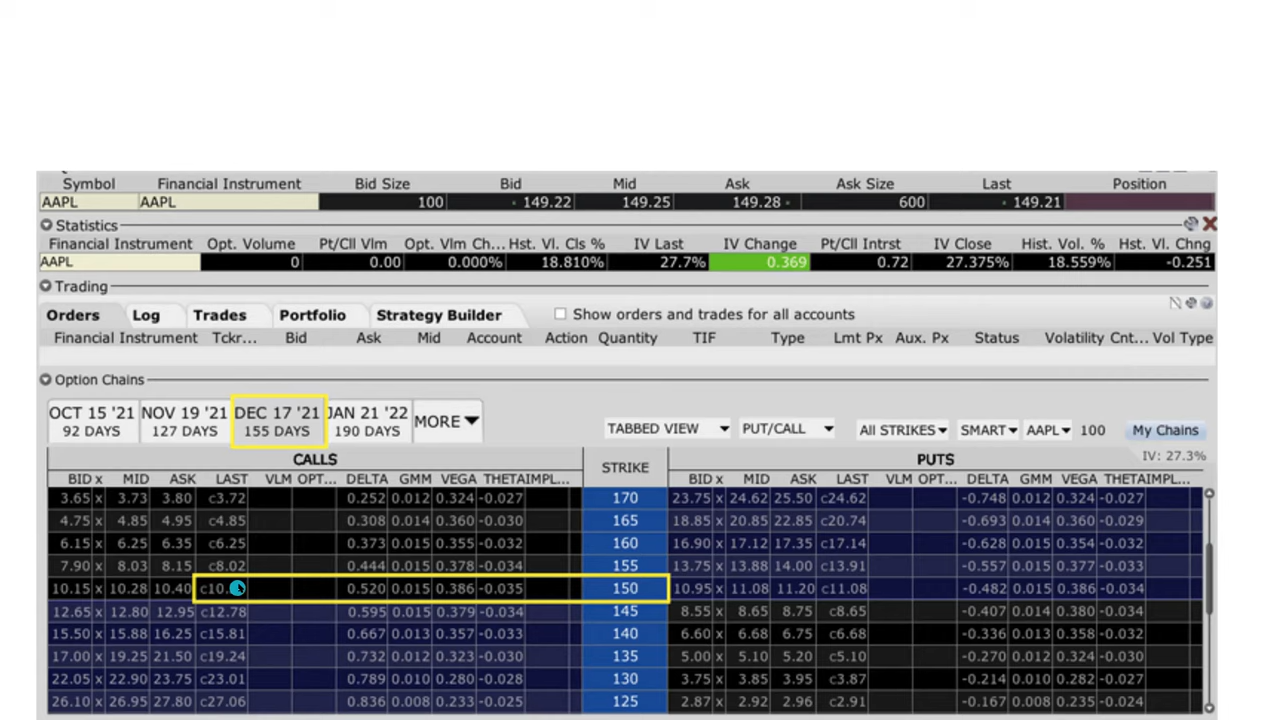 Symbol Financial Instrument Bid Size Bid Mid Ask Ask Size Last Position
AAPL AAPL 100 149.22 149.25 149.28 600 149.21
Statistics
Financial Instrument Opt. Volume Pt/Cll Vlm Opt. Vlm Ch... Hst. Vl. Cls % IV Last IV Change Pt/Cll Intrst IV Close Hist. Vol. % Hst. Vl. Chng
AAPL 0 0.00 0.000% 18.810% 27.7% 0.369 0.72 27.375% 18.559% -0.251
Trading
Orders Log Trades Portfolio Strategy Builder Show orders and trades for all accounts
Financial Instrument Tckr... Bid Ask Mid Account Action Quantity TIF Type Lmt Px Aux. Px Status Volatility Cnt... Vol Type
Option Chains
OCT 15 '21 NOV 19 '21 DEC 17 '21 JAN 21 '22
92 DAYS 127 DAYS 155 DAYS 190 DAYS
MORE TABBED VIEW PUT/CALL All STRIKES SMART AAPL 100 My Chains
CALLS STRIKE PUTS IV: 27.3%
BID x MID ASK LAST VLM OPT... DELTA GMM VEGA THETA IMPL... BID x MID ASK LAST VLM OPT... DELTA GMM VEGA THETA IMPL...
3.65 x 3.73 3.80 c3.72 0.252 0.012 0.324 -0.027 170 23.75 x 24.62 25.50 c24.62 -0.748 0.012 0.324 -0.027
4.75 x 4.85 4.95 c4.85 0.308 0.014 0.360 -0.030 165 18.85 x 20.85 22.85 c20.74 -0.693 0.014 0.360 -0.029
6.15 x 6.25 6.35 c6.25 0.373 0.015 0.355 -0.032 160 16.90 x 17.12 17.35 c17.14 -0.628 0.015 0.354 -0.032
7.90 x 8.03 8.15 c8.02 0.444 0.015 0.378 -0.034 155 13.75 x 13.88 14.00 c13.91 -0.557 0.015 0.377 -0.033
10.15 x 10.28 10.40 0.520 0.015 0.386 -0.035 150 10.95 x 11.08 11.20 c11.08 -0.482 0.015 0.386 -0.034
12.65 x 12.80 12.95 c12.78 0.595 0.015 0.379 -0.034 145 8.55 x 8.65 8.75 c8.65 -0.407 0.014 0.380 -0.034
15.50 x 15.88 16.25 c15.81 0.667 0.013 0.357 -0.033 140 6.60 x 6.68 6.75 c6.68 -0.336 0.013 0.358 -0.032
17.00 x 19.25 21.50 c19.24 0.732 0.012 0.323 -0.030 135 5.00 x 5.10 5.20 c5.10 -0.270 0.012 0.324 -0.030
22.05 x 22.90 23.75 c23.01 0.789 0.010 0.280 -0.028 130 3.75 x 3.85 3.95 c3.87 -0.214 0.010 0.282 -0.027
26.10 x 26.95 27.80 c27.06 0.836 0.008 0.233 -0.025 125 2.87 x 2.92 2.96 c2.91 -0.167 0.008 0.235 -0.024